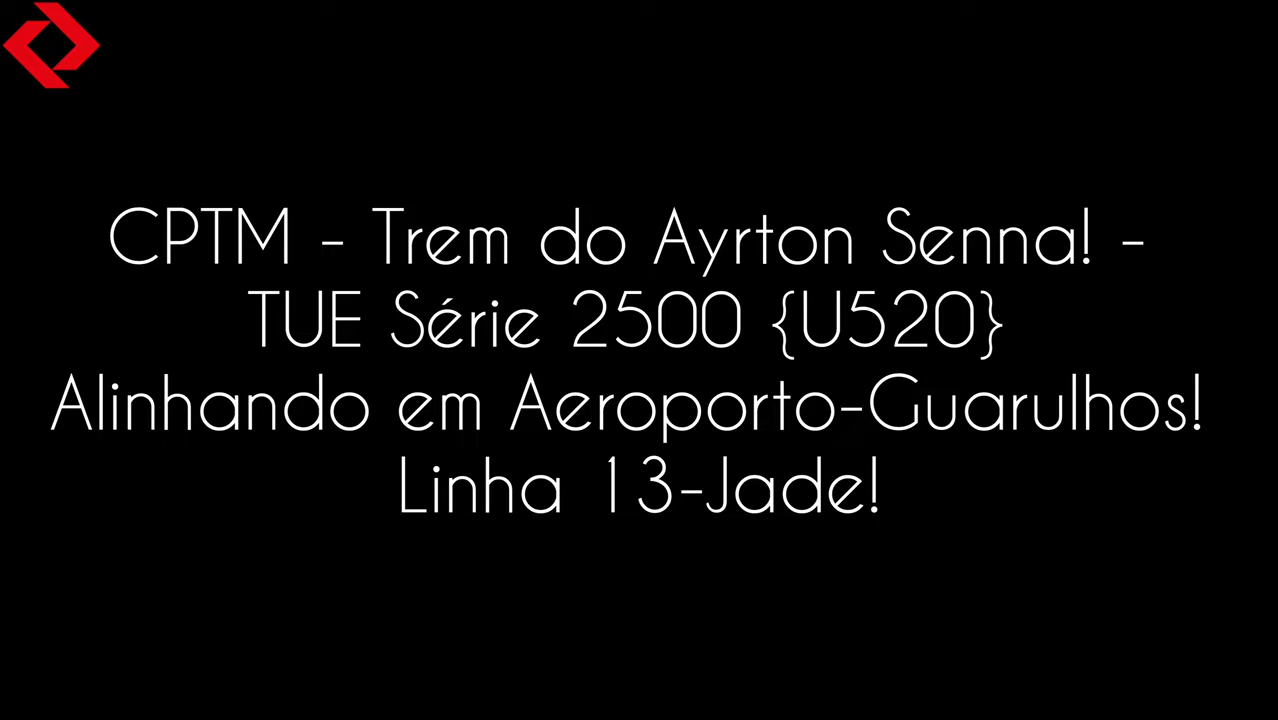 CPTM - Trem do Ayrton Senna! -
TUE Série 2500 {U520}
Alinhando em Aeroporto-Guarulhos!
Linha 13-Jade!